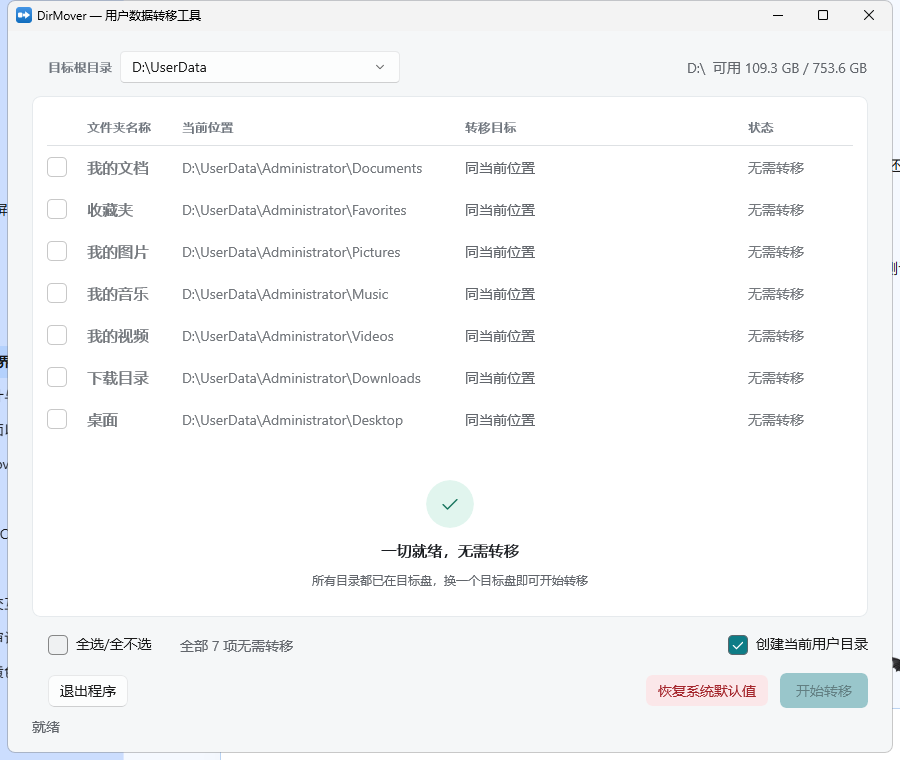 DirMover — 用户数据转移工具
目标根目录 D:\UserData D:\ 可用 109.3 GB / 753.6 GB
文件夹名称 当前位置 转移目标 状态
我的文档 D:\UserData\Administrator\Documents 同当前位置 无需转移
收藏夹 D:\UserData\Administrator\Favorites 同当前位置 无需转移
我的图片 D:\UserData\Administrator\Pictures 同当前位置 无需转移
我的音乐 D:\UserData\Administrator\Music 同当前位置 无需转移
我的视频 D:\UserData\Administrator\Videos 同当前位置 无需转移
下载目录 D:\UserData\Administrator\Downloads 同当前位置 无需转移
桌面 D:\UserData\Administrator\Desktop 同当前位置 无需转移
一切就绪，无需转移
所有目录都已在目标盘，换一个目标盘即可开始转移
全选/全不选 全部 7 项无需转移 创建当前用户目录
退出程序 恢复系统默认值 开始转移
就绪